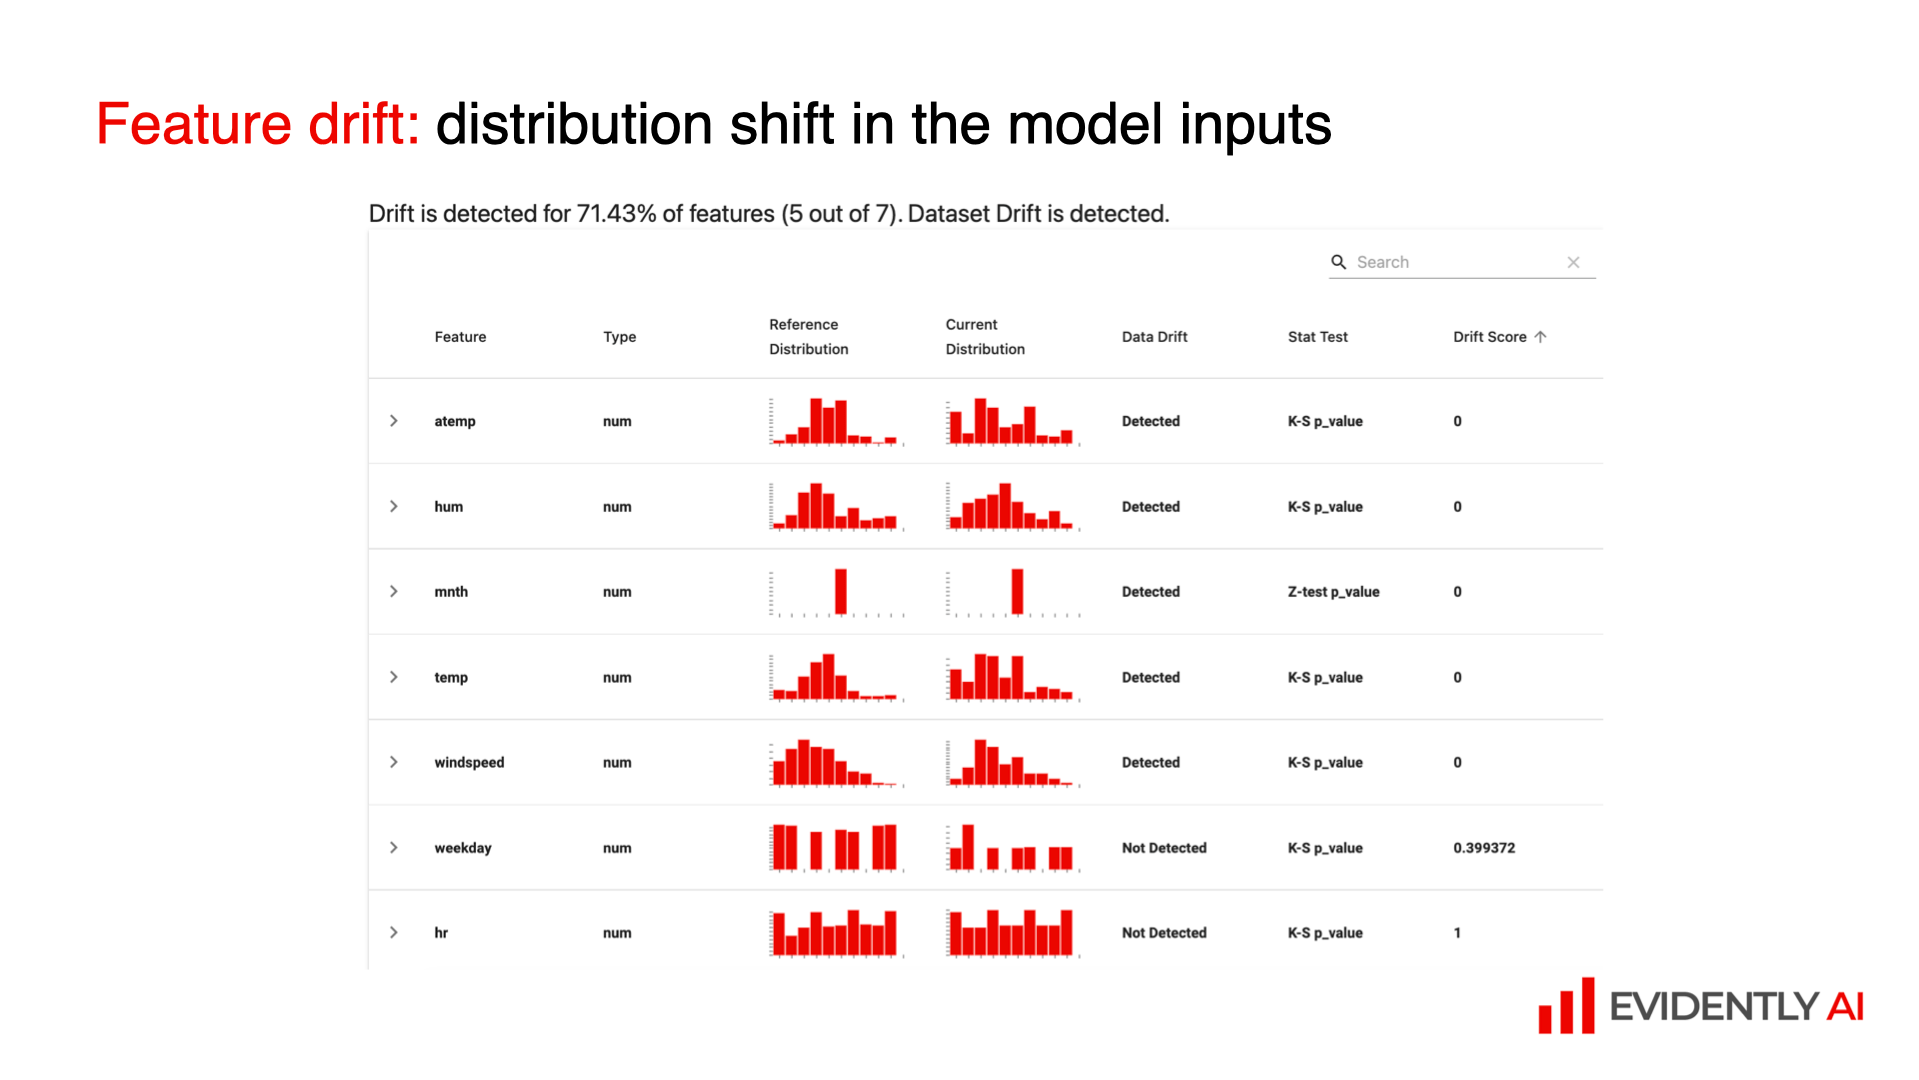 Feature drift: distribution shift in the model inputs
Drift is detected for 71.43% of features (5 out of 7). Dataset Drift is detected.
Search
Feature Type Reference Distribution Current Distribution Data Drift Stat Test Drift Score
atemp num Detected K-S p_value 0
hum num Detected K-S p_value 0
mnth num Detected Z-test p_value 0
temp num Detected K-S p_value 0
windspeed num Detected K-S p_value 0
weekday num Not Detected K-S p_value 0.399372
hr num Not Detected K-S p_value 1
EVIDENTLY AI